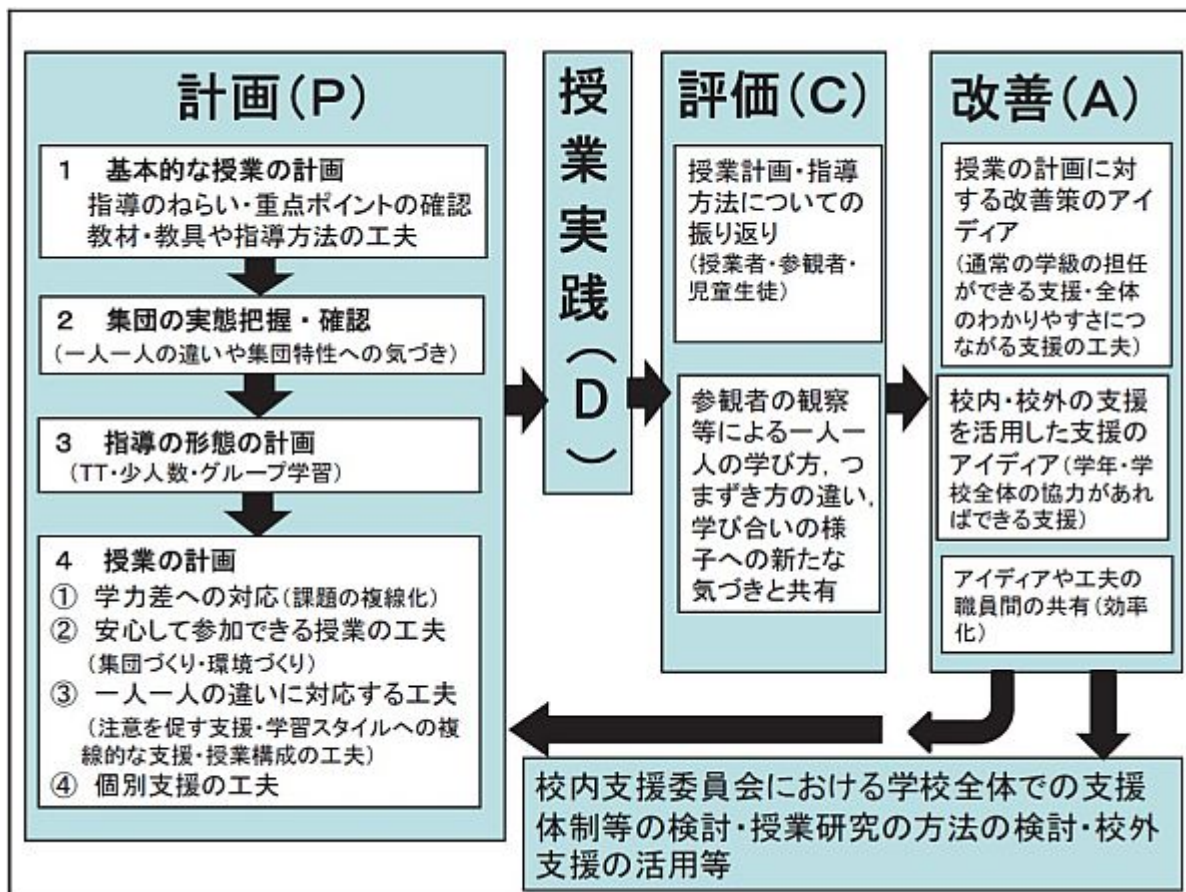 計画(P)
1 基本的な授業の計画
指導のねらい・重点ポイントの確認
教材・教具や指導方法の工夫
2 集団の実態把握・確認
(一人一人の違いや集団特性への気づき)
3 指導の形態の計画
(TT・少人数・グループ学習)
4 授業の計画
① 学力差への対応(課題の複線化)
② 安心して参加できる授業の工夫
(集団づくり・環境づくり)
③ 一人一人の違いに対応する工夫
(注意を促す支援・学習スタイルへの複
線的な支援・授業構成の工夫)
④ 個別支援の工夫
授業実践(D)
評価(C)
授業計画・指導
方法についての
振り返り
(授業者・参観者・
児童生徒)
参観者の観察
等による一人一
人の学び方,つ
まずき方の違い,
学び合いの様
子への新たな
気づきと共有
改善(A)
授業の計画に対
する改善策のアイ
ディア
(通常の学級の担任
ができる支援・全体
のわかりやすさにつ
ながる支援の工夫)
校内・校外の支援
を活用した支援の
アイディア(学年・学
校全体の協力があれ
ばできる支援)
アイディアや工夫の
職員間の共有(効率
化)
校内支援委員会における学校全体での支援
体制等の検討・授業研究の方法の検討・校外
支援の活用等